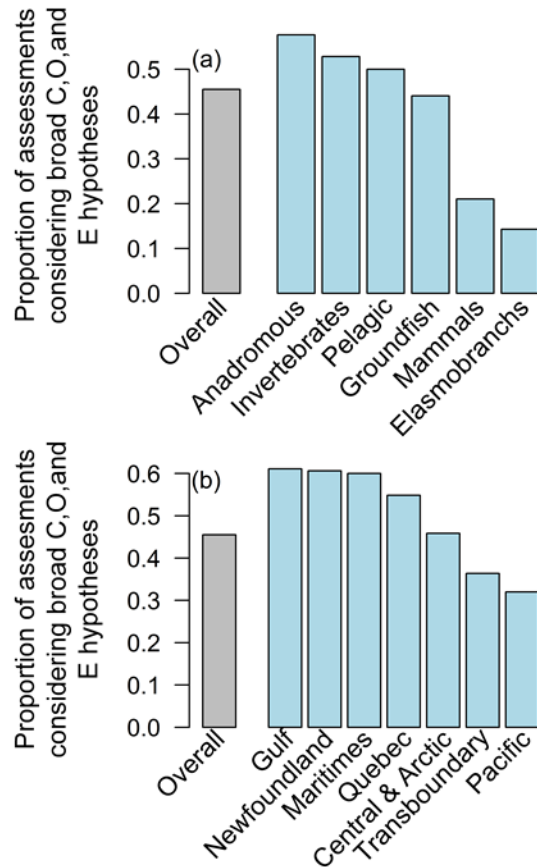 Proportion of assessments
considering broad C,O,and
E hypotheses
(a)
0.5
0.4
0.3
0.2
0.1
0.0
Overall
Anadromous
Invertebrates
Pelagic
Groundfish
Mammals
Elasmobranchs
Proportion of assesments
considering broad C,O,and
E hypotheses
(b)
0.6
0.5
0.4
0.3
0.2
0.1
0.0
Overall
Gulf
Newfoundland
Maritimes
Quebec
Central & Arctic
Transboundary
Pacific